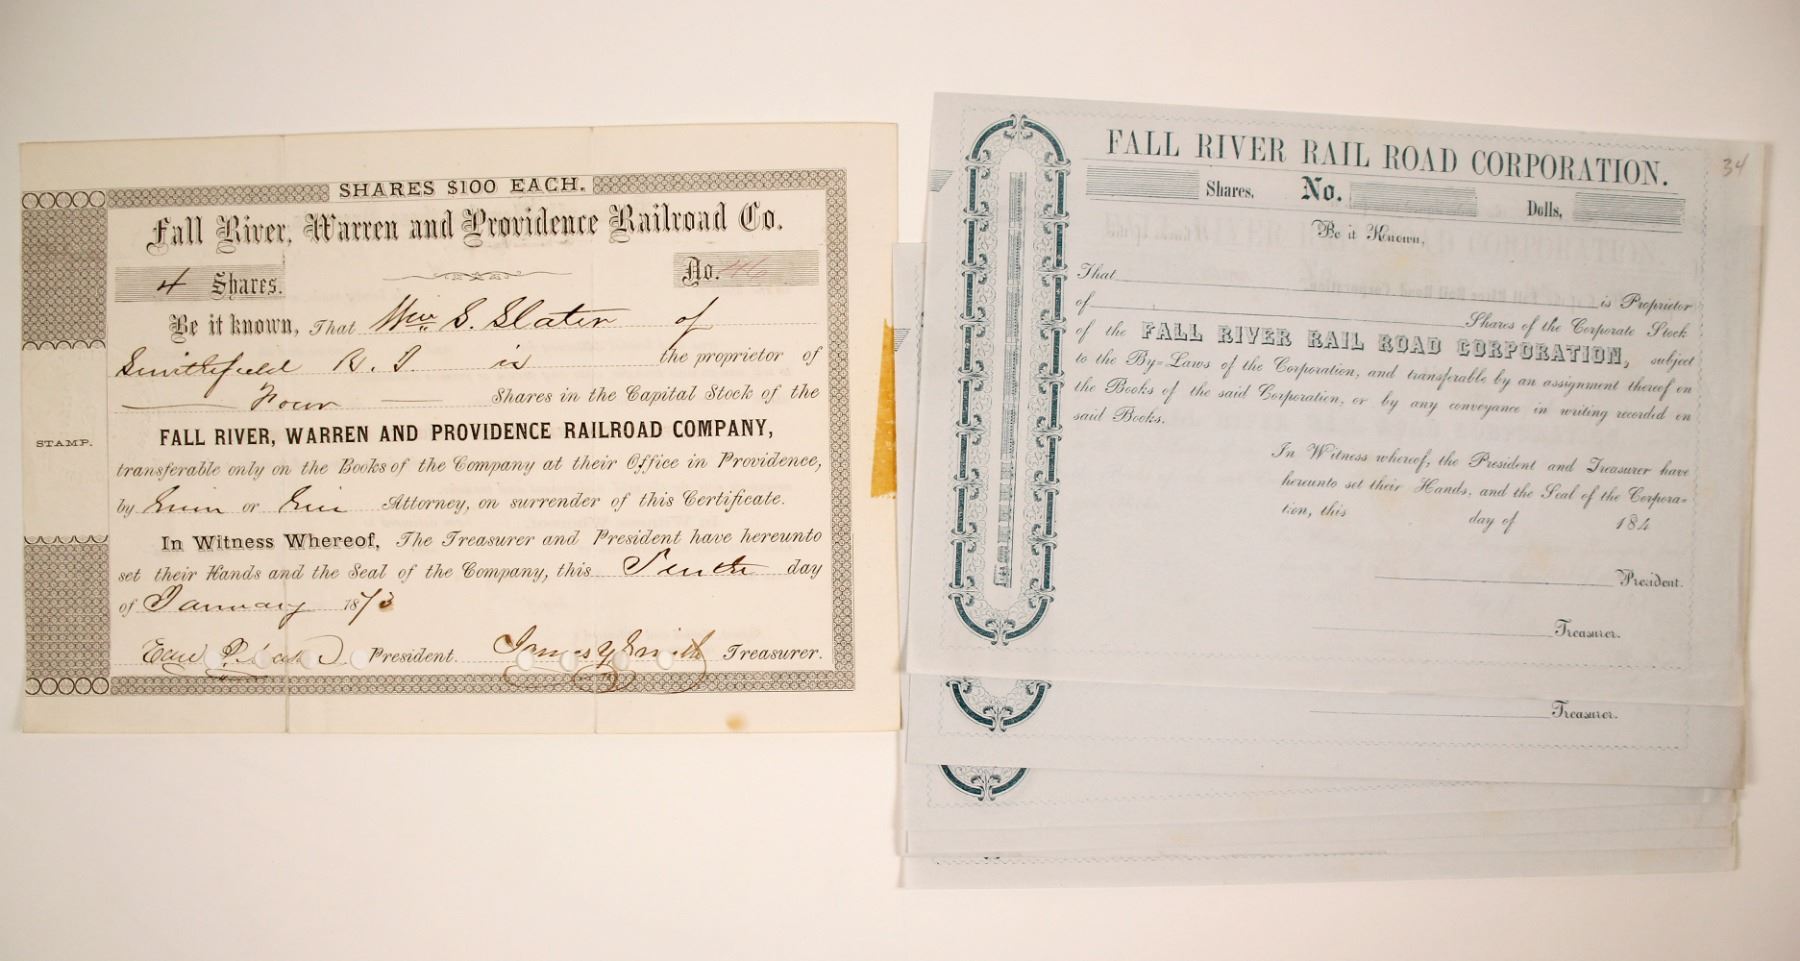 SHARES $100 EACH.
Fall River, Warren and Providence Railroad Co.
4 Shares. No. 46
Be it known, That Wm. S. Slater of
Smithfield R. I. is the proprietor of
Four Shares in the Capital Stock of the
STAMP.
FALL RIVER, WARREN AND PROVIDENCE RAILROAD COMPANY,
transferable only on the Books of the Company at their Office in Providence,
by him or his Attorney, on surrender of this Certificate.
In Witness Whereof, The Treasurer and President have hereunto
set their Hands and the Seal of the Company, this Tenth day
of January 1873
President. James Y Smith Treasurer.
34
FALL RIVER RAIL ROAD CORPORATION.
Shares. No. Dolls,
Be it Known,
That
of is Proprietor
Shares of the Corporate Stock
of the FALL RIVER RAIL ROAD CORPORATION, subject
to the By=Laws of the Corporation, and transferable by an assignment thereof on
the Books of the said Corporation, or by any conveyance in writing recorded on
said Books.
In Witness whereof, the President and Treasurer have
hereunto set their Hands, and the Seal of the Corpora=
tion, this day of 184
President.
Treasurer.
Treasurer.